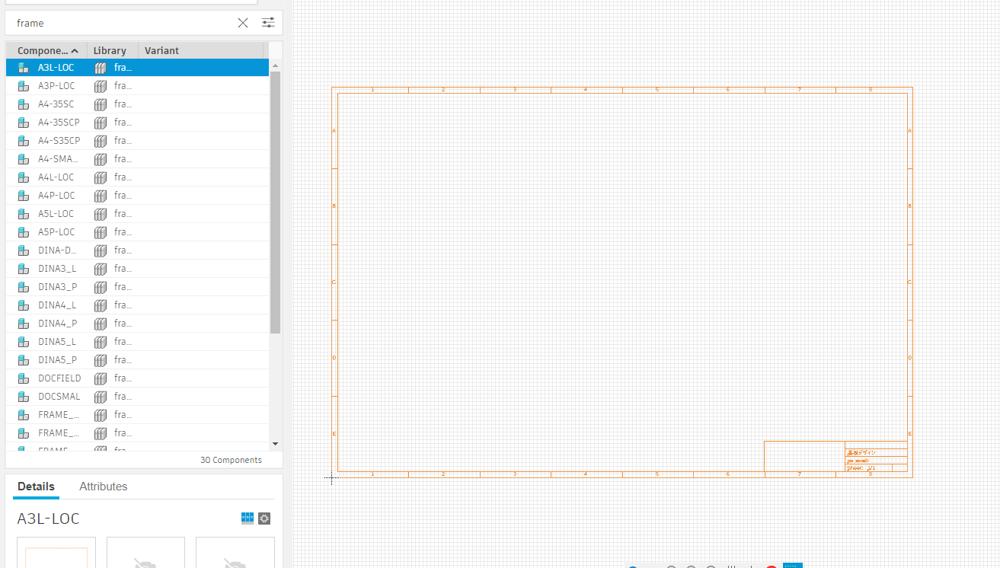 frame
Compone... Library Variant
A3L-LOC fra...
A3P-LOC fra...
A4-35SC fra...
A4-35SCP fra...
A4-S35CP fra...
A4-SMA... fra...
A4L-LOC fra...
A4P-LOC fra...
A5L-LOC fra...
A5P-LOC fra...
DINA-D... fra...
DINA3_L fra...
DINA3_P fra...
DINA4_L fra...
DINA4_P fra...
DINA5_L fra...
DINA5_P fra...
DOCFIELD fra...
DOCSMAL fra...
FRAME_... fra...
FRAME_... fra...
30 Components
Details Attributes
A3L-LOC
1 2 3 4 5 6 7 8
A A
B B
C C
D D
E E
基板デザイン
Sheet: 1/1
1 2 3 4 5 6 7 8